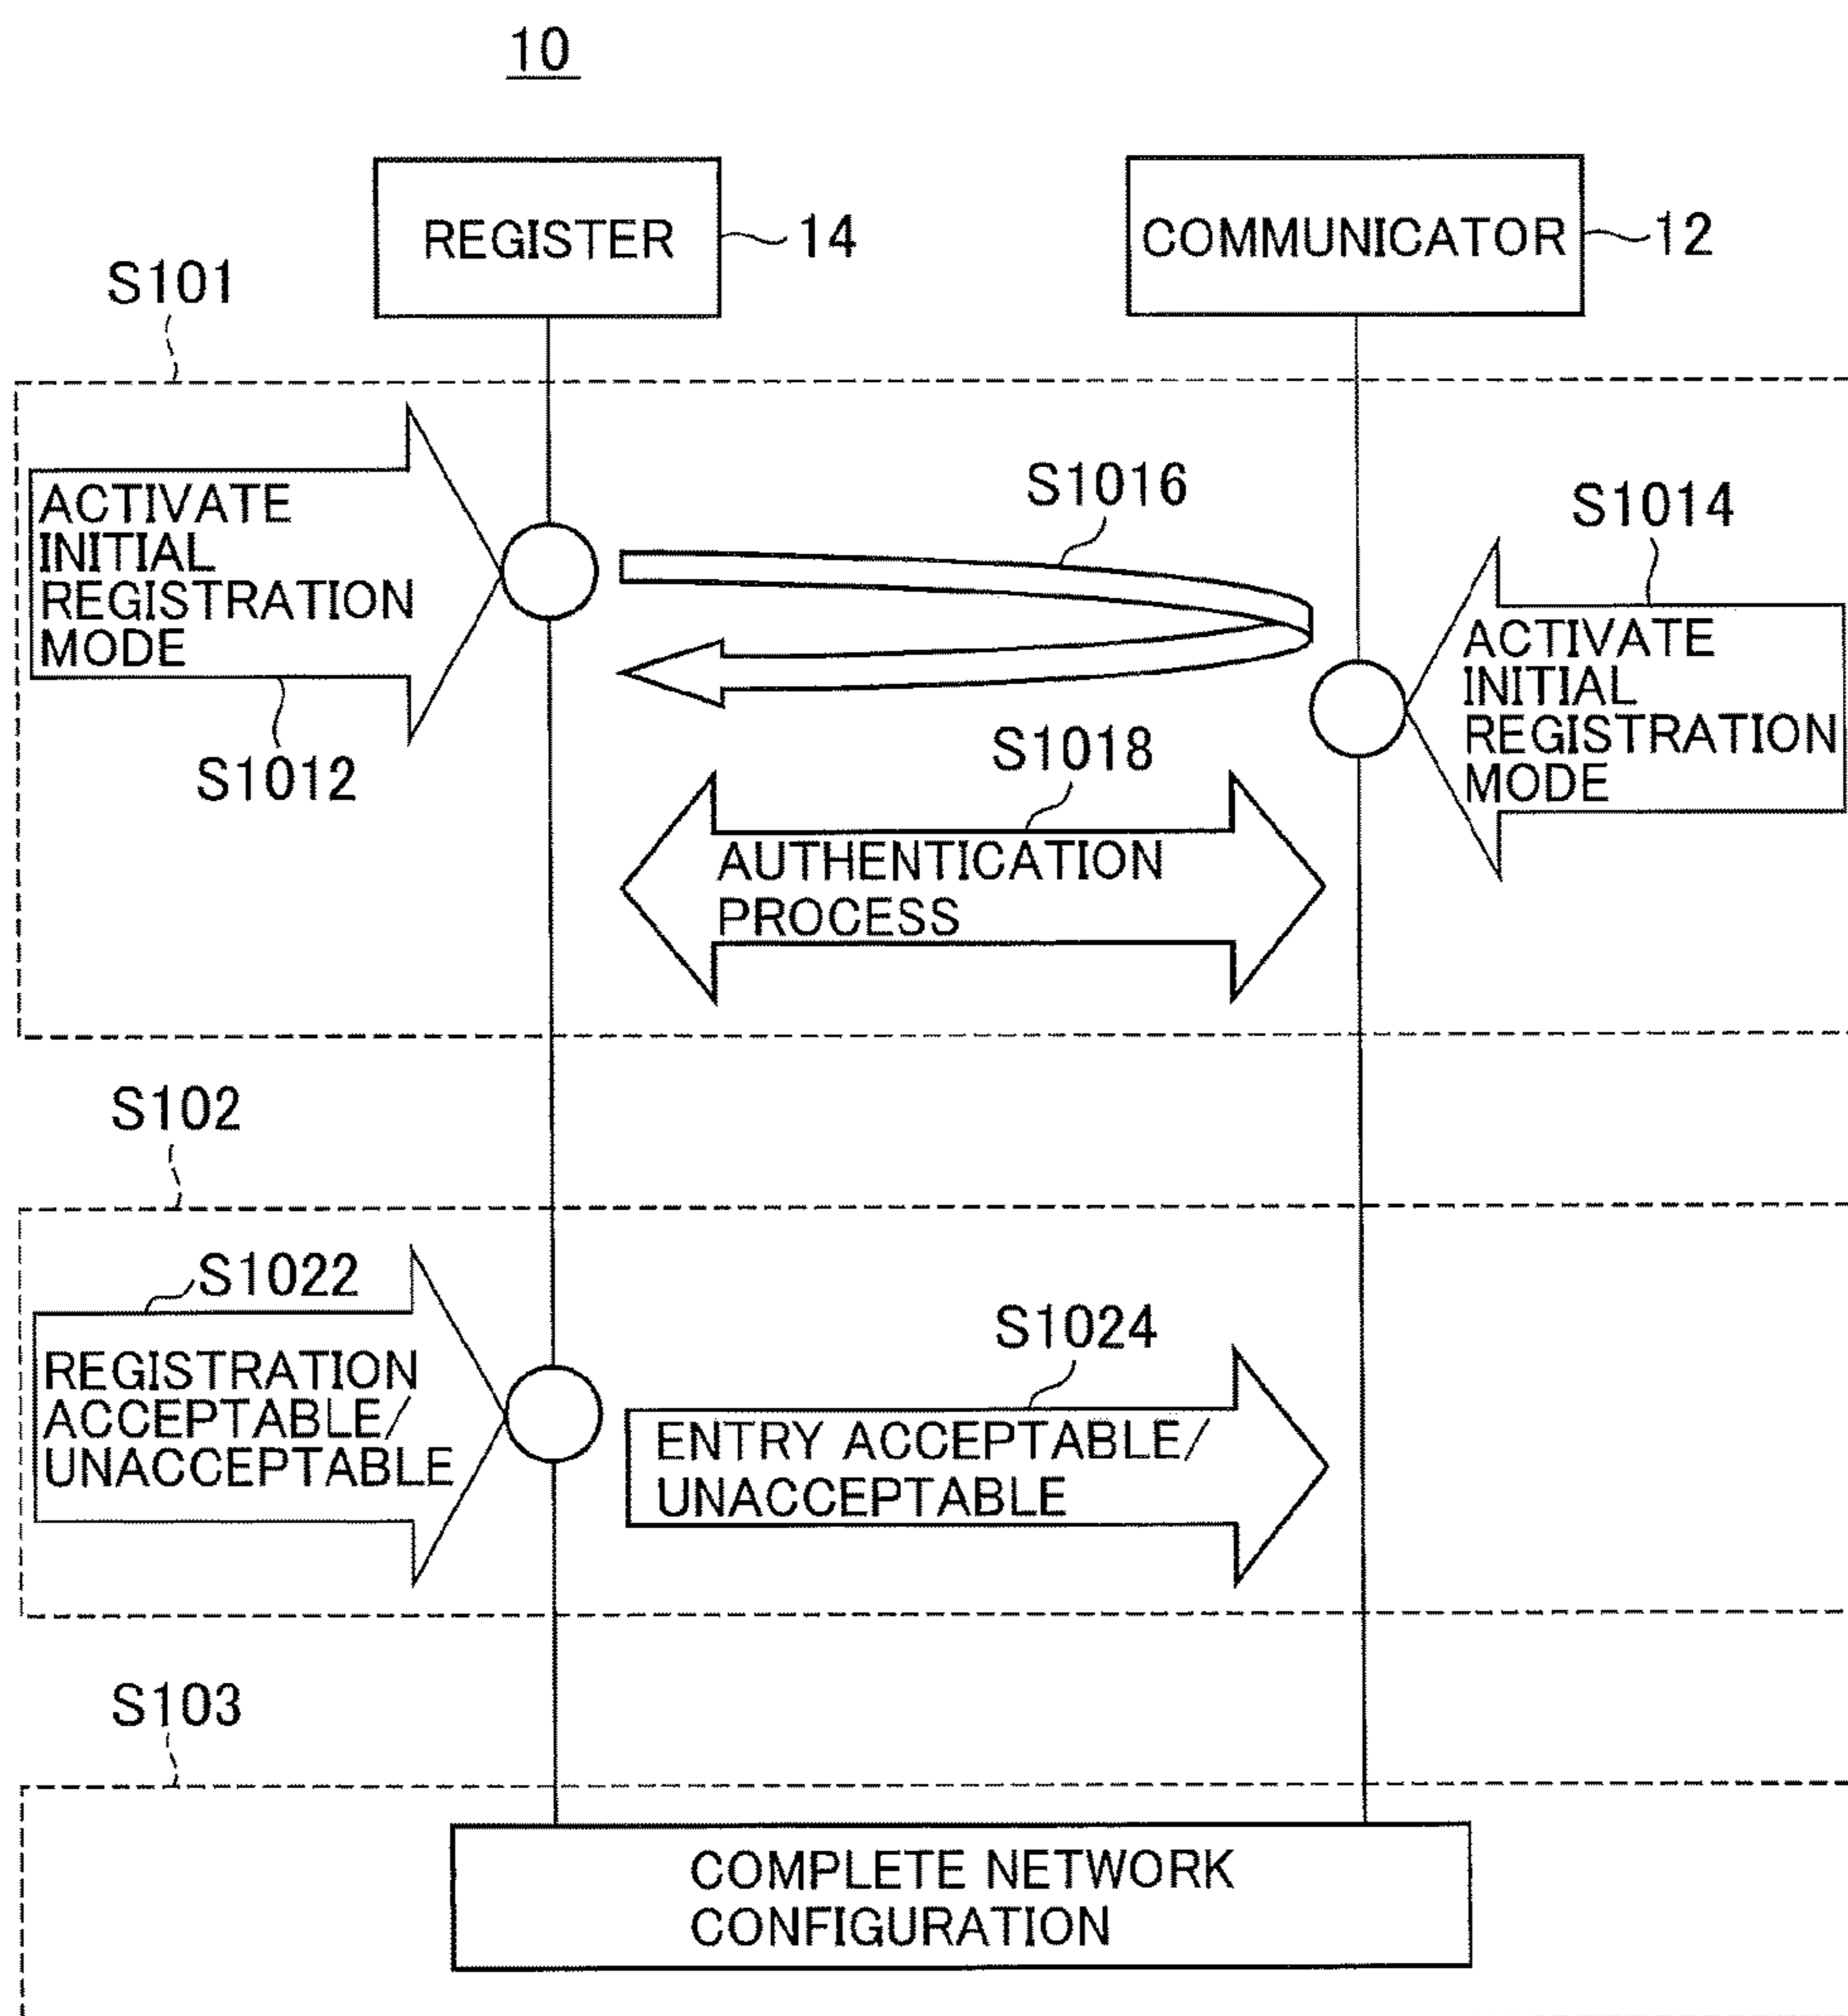 10
REGISTER
14
COMMUNICATOR
12
S101
ACTIVATE
INITIAL
REGISTRATION
MODE
S1012
S1016
S1014
ACTIVATE
INITIAL
REGISTRATION
MODE
S1018
AUTHENTICATION
PROCESS
S102
S1022
REGISTRATION
ACCEPTABLE/
UNACCEPTABLE
S1024
ENTRY ACCEPTABLE/
UNACCEPTABLE
S103
COMPLETE NETWORK
CONFIGURATION